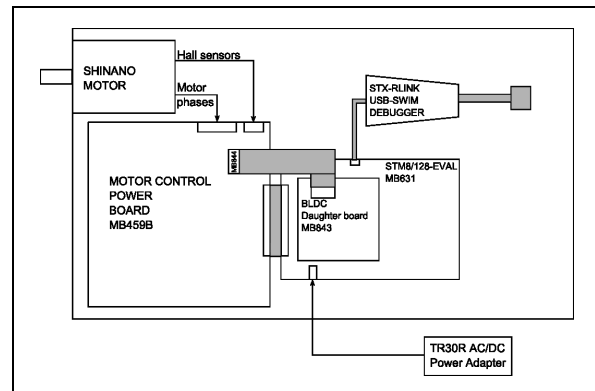 SHINANO
MOTOR
Hall sensors
Motor
phases
STX-RLINK
USB-SWIM
DEBUGGER
MB844
STM8/128-EVAL
MB631
MOTOR CONTROL
POWER
BOARD
MB459B
BLDC
Daughter board
MB843
TR30R AC/DC
Power Adapter